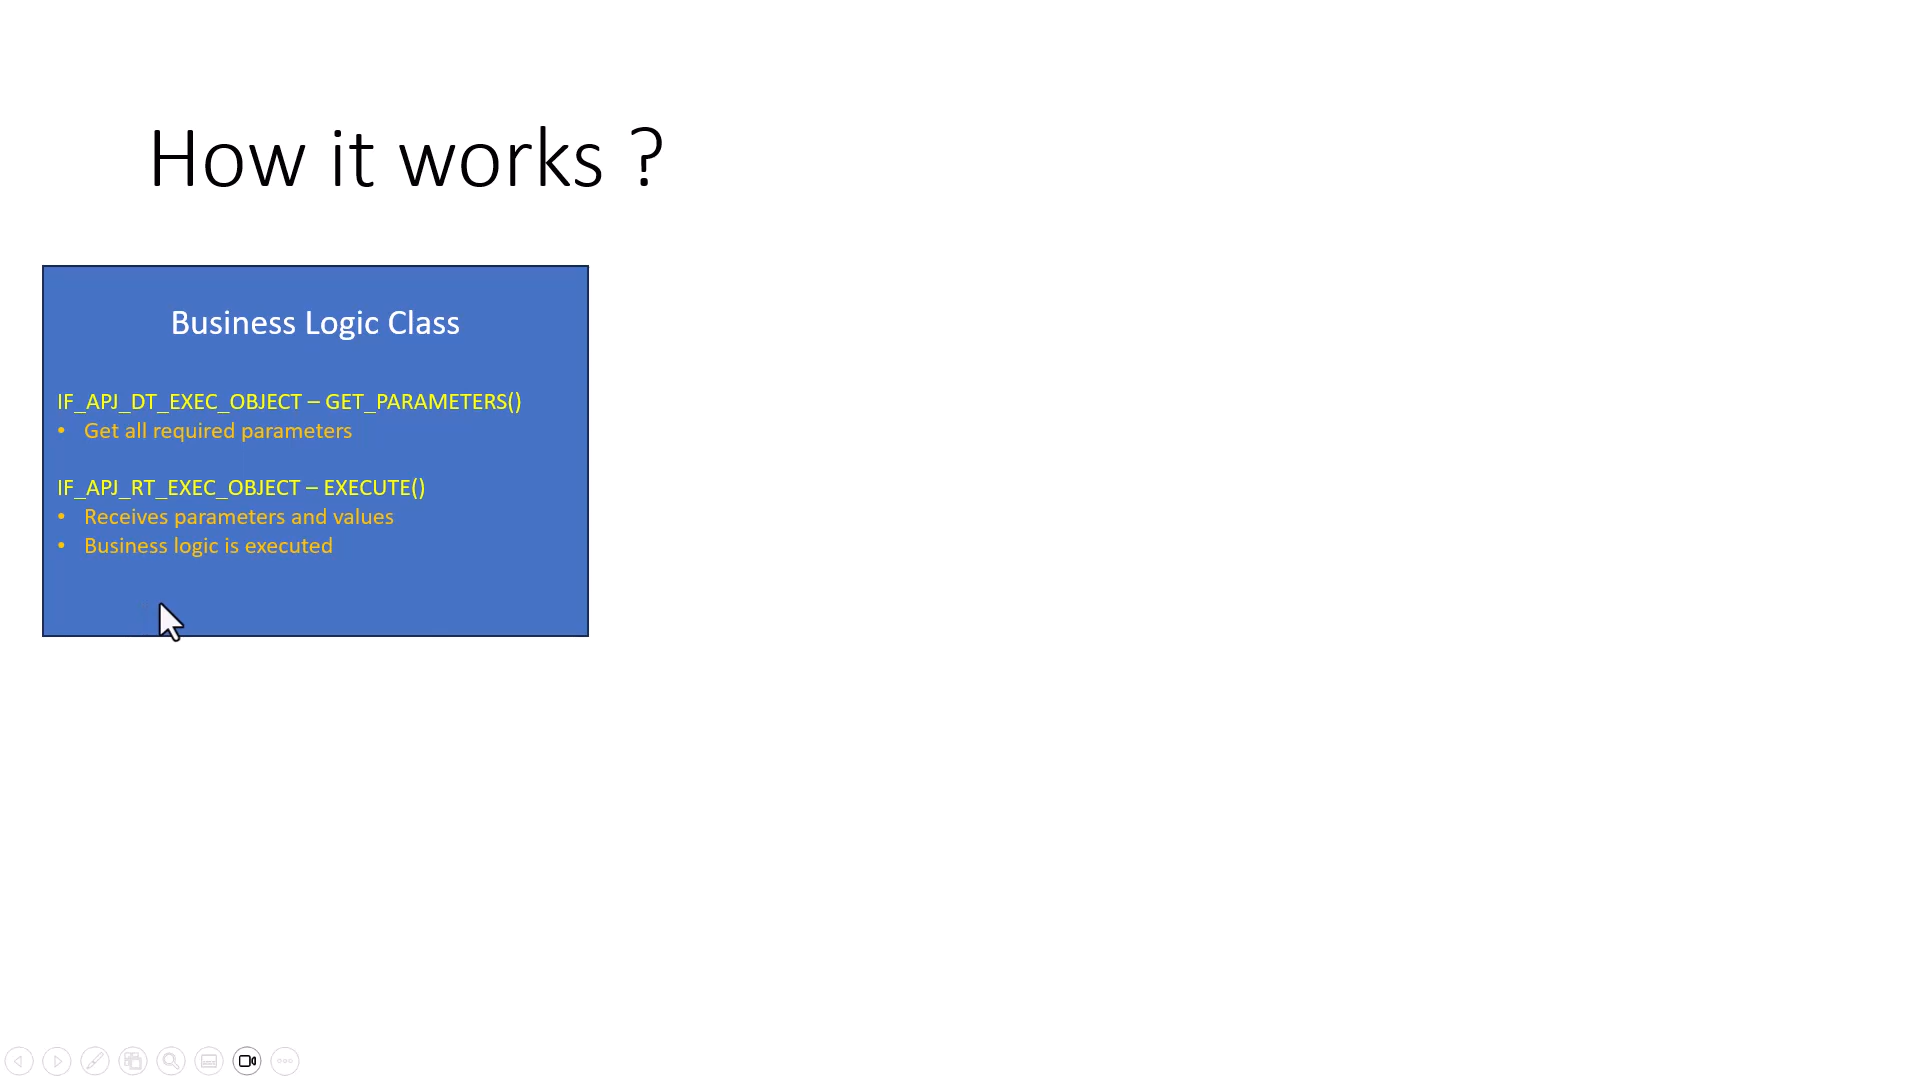 How it works ?
Business Logic Class
IF_APJ_DT_EXEC_OBJECT – GET_PARAMETERS()
• Get all required parameters
IF_APJ_RT_EXEC_OBJECT – EXECUTE()
• Receives parameters and values
• Business logic is executed